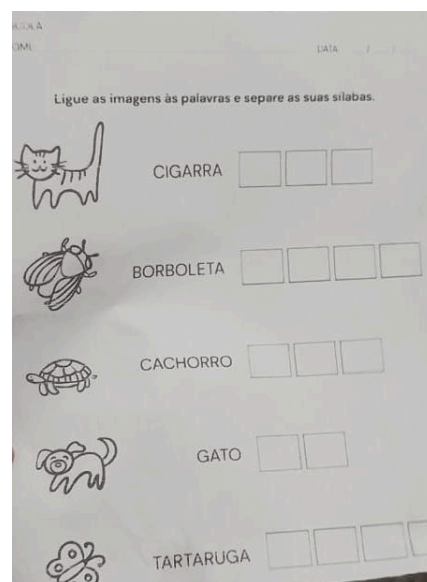 DATA / /
Ligue as imagens às palavras e separe as suas sílabas.
CIGARRA
BORBOLETA
CACHORRO
GATO
TARTARUGA